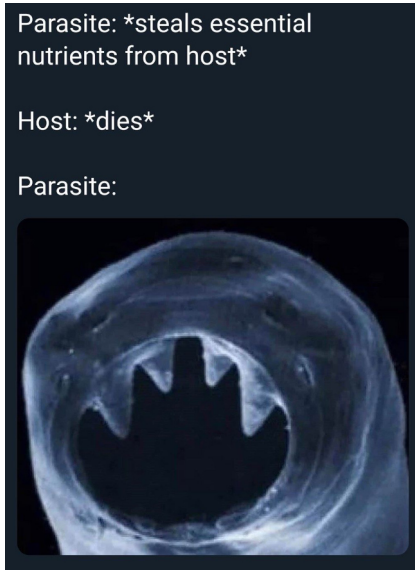 Parasite: *steals essential
nutrients from host*
Host: *dies*
Parasite: